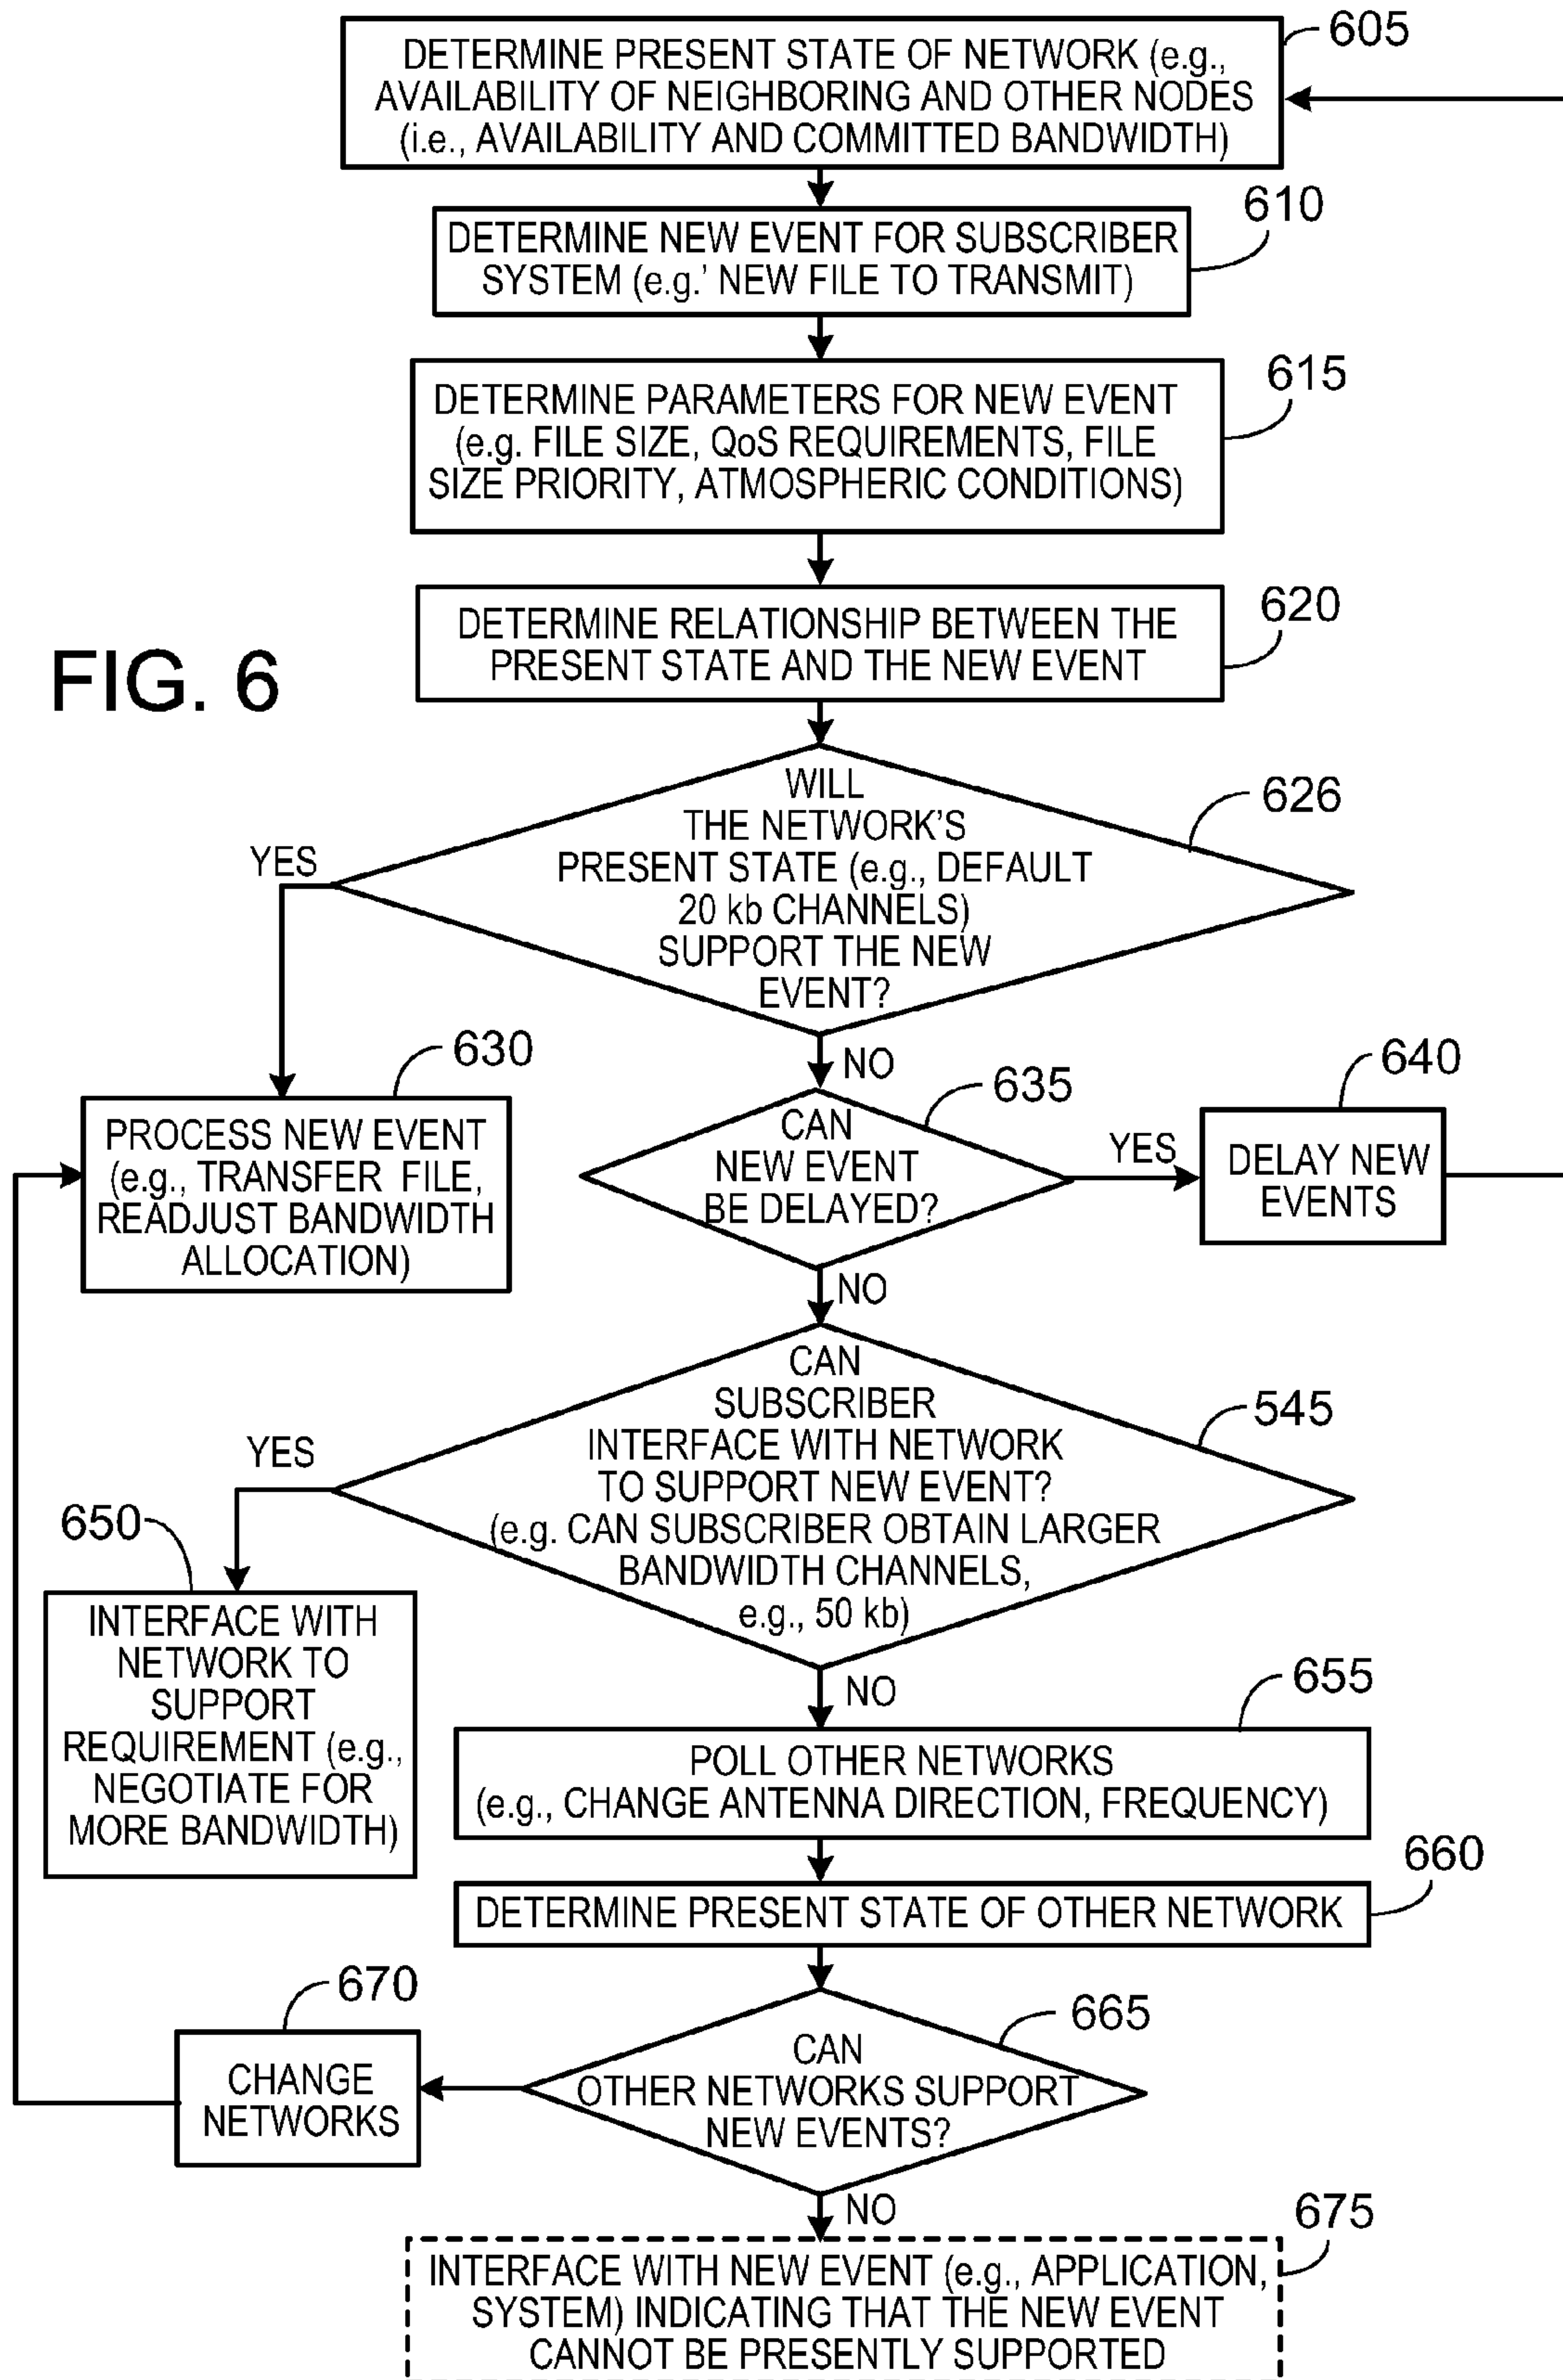 605
DETERMINE PRESENT STATE OF NETWORK (e.g.,
AVAILABILITY OF NEIGHBORING AND OTHER NODES
(i.e., AVAILABILITY AND COMMITTED BANDWIDTH)
610
DETERMINE NEW EVENT FOR SUBSCRIBER
SYSTEM (e.g.' NEW FILE TO TRANSMIT)
615
DETERMINE PARAMETERS FOR NEW EVENT
(e.g. FILE SIZE, QoS REQUIREMENTS, FILE
SIZE PRIORITY, ATMOSPHERIC CONDITIONS)
620
DETERMINE RELATIONSHIP BETWEEN THE
PRESENT STATE AND THE NEW EVENT
FIG. 6
626
WILL
THE NETWORK'S
PRESENT STATE (e.g., DEFAULT
20 kb CHANNELS)
SUPPORT THE NEW
EVENT?
YES
NO
630
PROCESS NEW EVENT
(e.g., TRANSFER FILE,
READJUST BANDWIDTH
ALLOCATION)
635
CAN
NEW EVENT
BE DELAYED?
YES
640
DELAY NEW
EVENTS
NO
545
CAN
SUBSCRIBER
INTERFACE WITH NETWORK
TO SUPPORT NEW EVENT?
(e.g. CAN SUBSCRIBER OBTAIN LARGER
BANDWIDTH CHANNELS,
e.g., 50 kb)
YES
650
INTERFACE WITH
NETWORK TO
SUPPORT
REQUIREMENT (e.g.,
NEGOTIATE FOR
MORE BANDWIDTH)
NO
655
POLL OTHER NETWORKS
(e.g., CHANGE ANTENNA DIRECTION, FREQUENCY)
660
DETERMINE PRESENT STATE OF OTHER NETWORK
665
CAN
OTHER NETWORKS SUPPORT
NEW EVENTS?
670
CHANGE
NETWORKS
NO
675
INTERFACE WITH NEW EVENT (e.g., APPLICATION,
SYSTEM) INDICATING THAT THE NEW EVENT
CANNOT BE PRESENTLY SUPPORTED